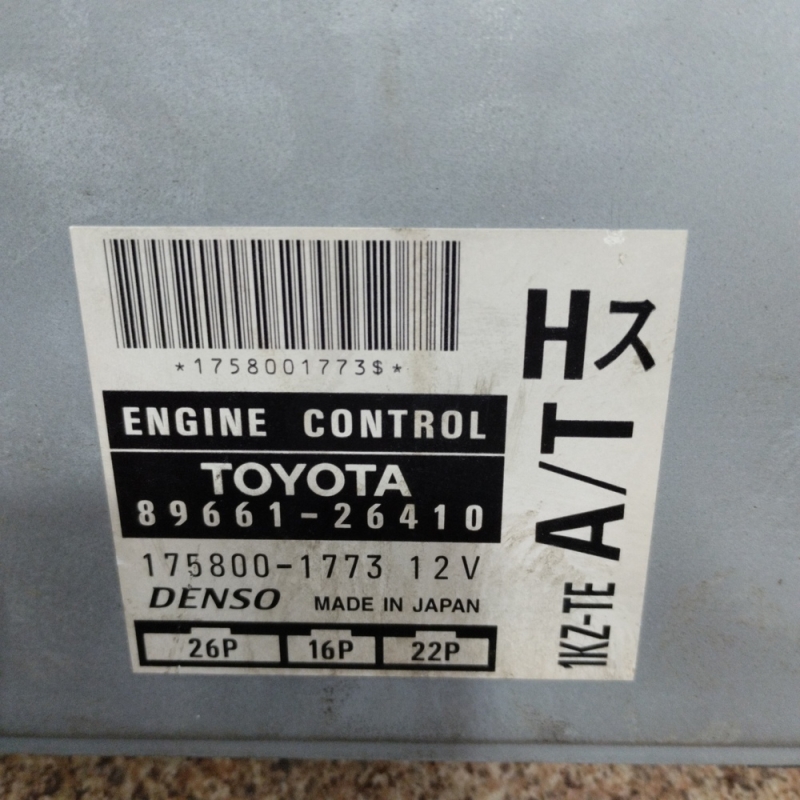 *1758001773$*
ENGINE CONTROL
TOYOTA
89661-26410
175800-1773 12V
DENSO MADE IN JAPAN
26P 16P 22P
Hス
A/T
1KZ-TE